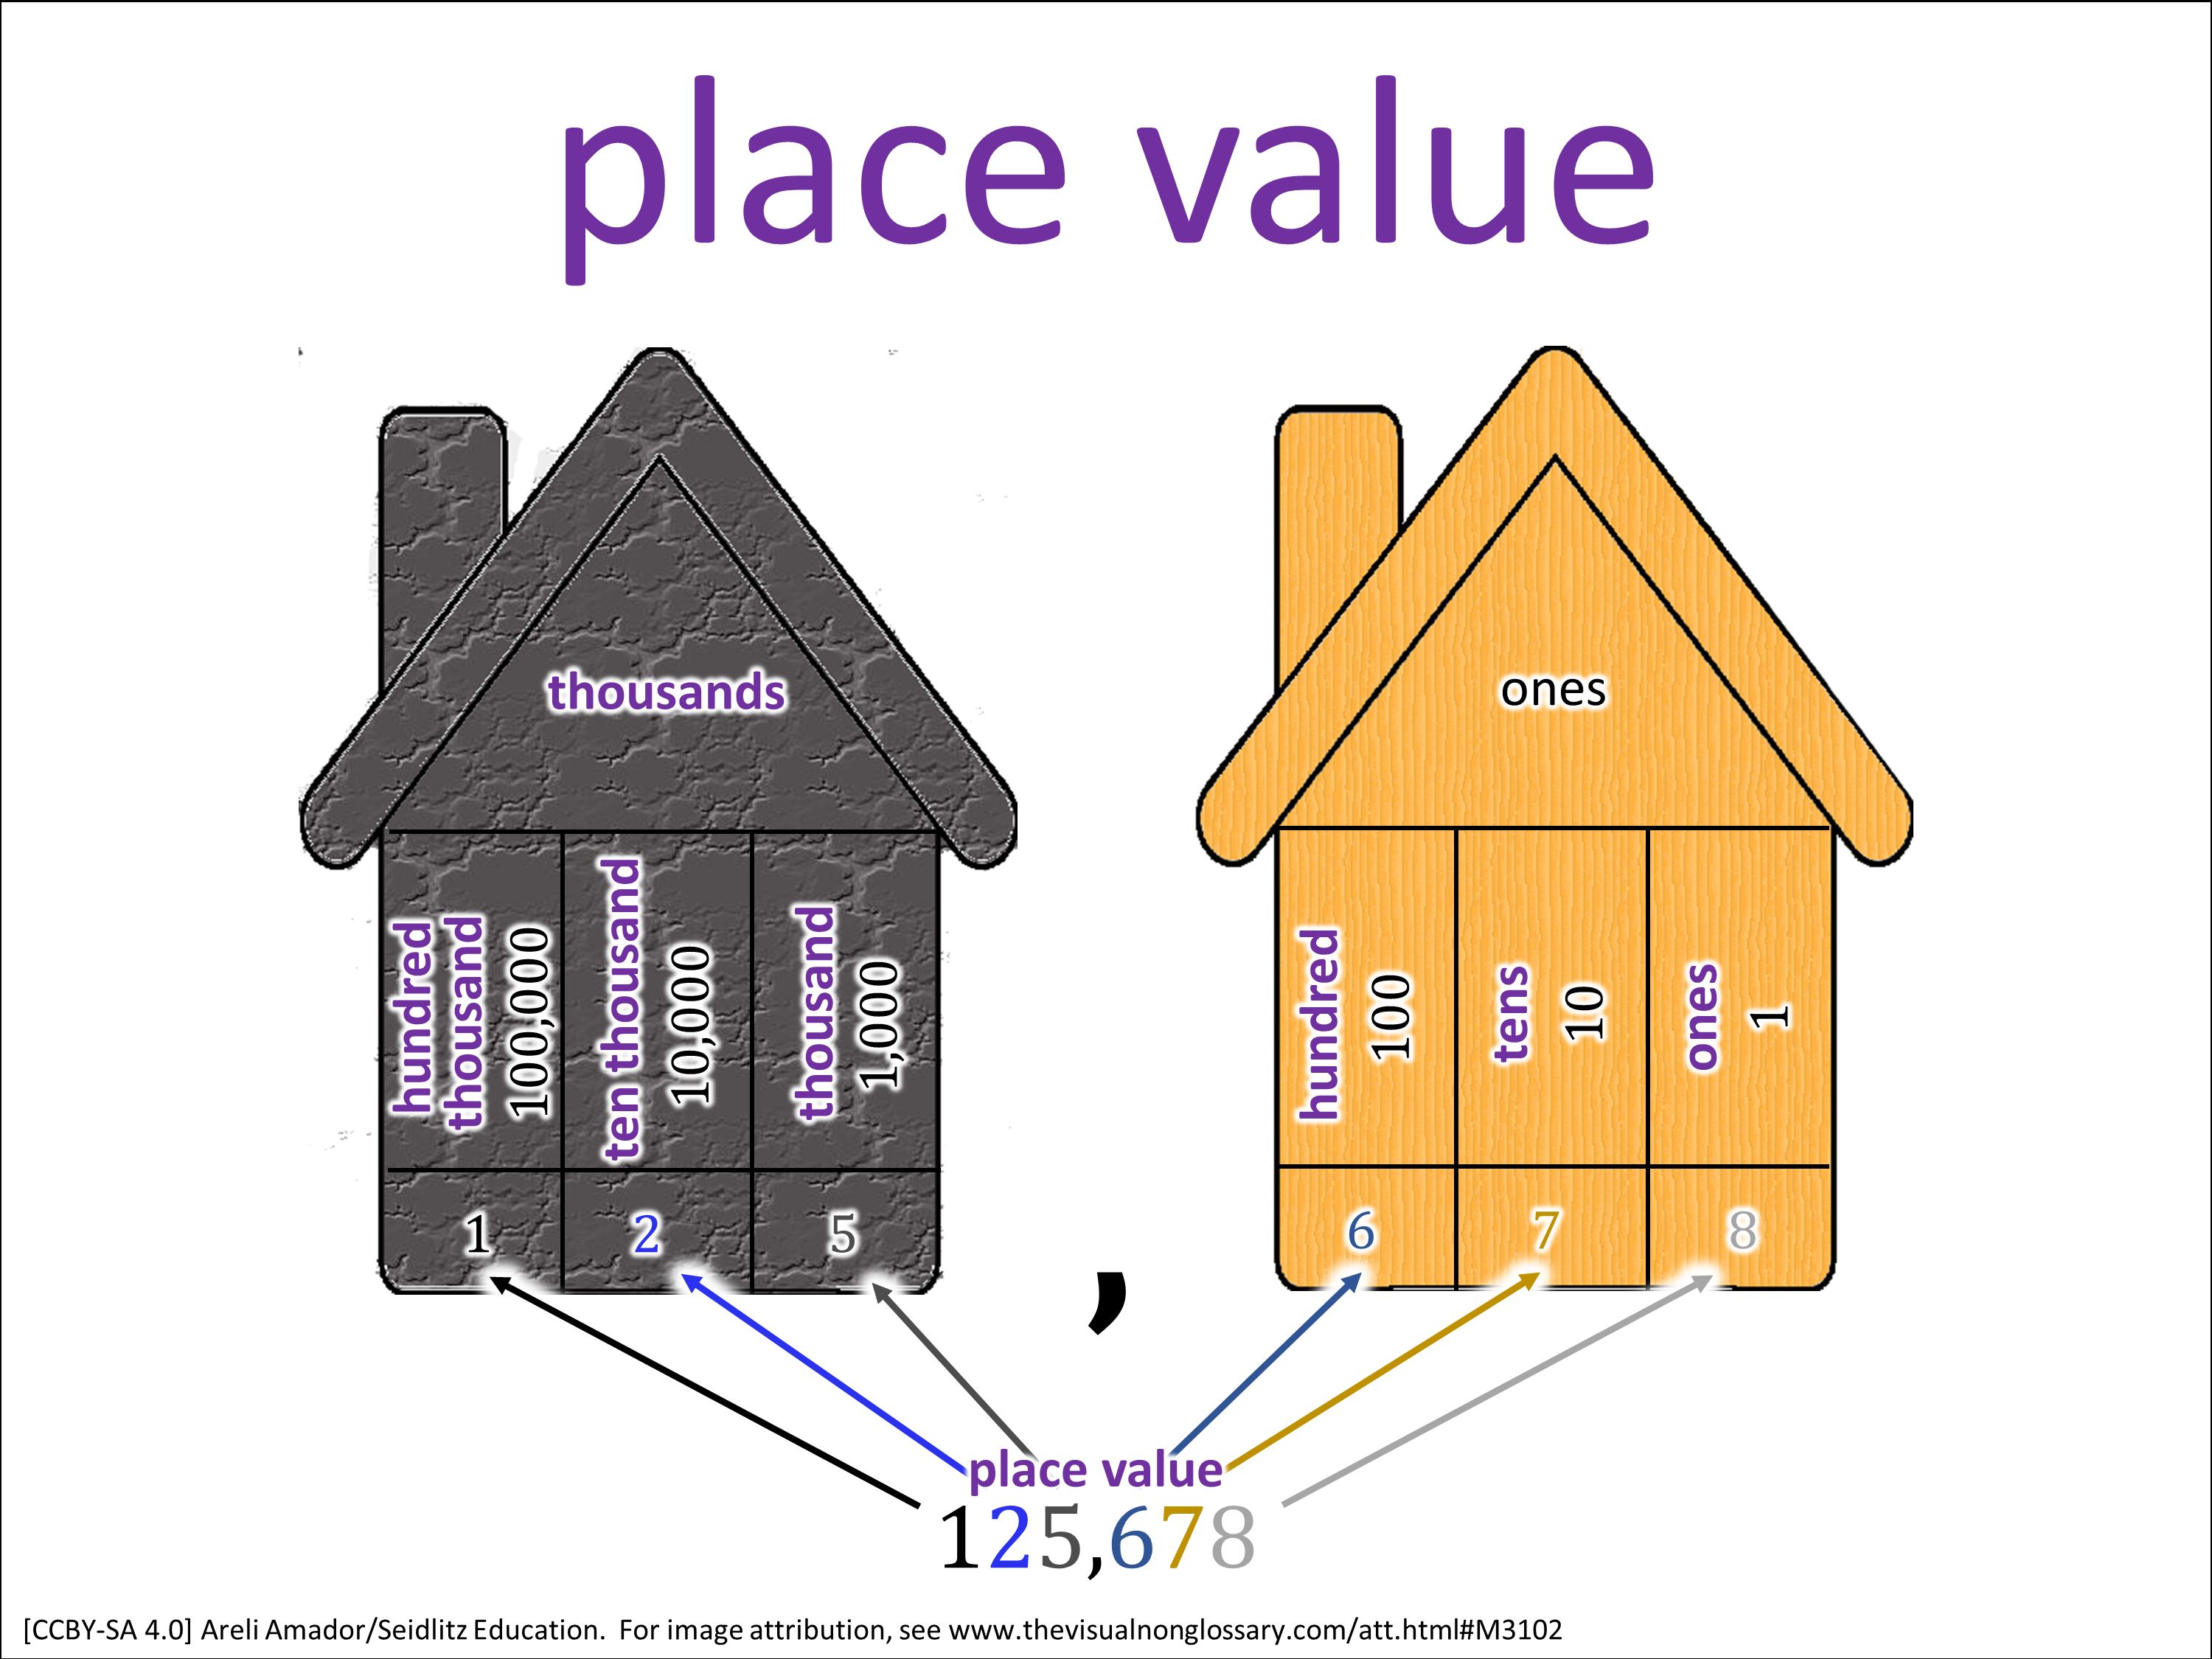 place value
thousands
ones
hundred
thousand
100,000
ten thousand
10,000
thousand
1,000
hundred
100
tens
10
ones
1
1
2
5
,
6
7
8
place value
125,678
[CCBY-SA 4.0] Areli Amador/Seidlitz Education.  For image attribution, see www.thevisualnonglossary.com/att.html#M3102